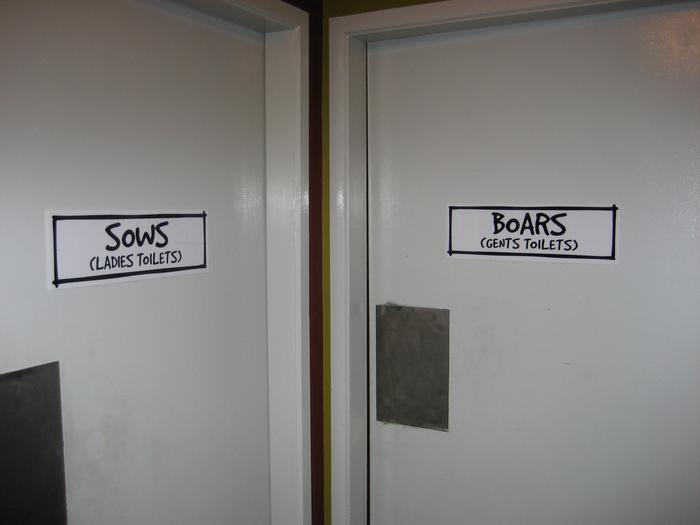 SOWS
(LADIES TOILETS)
BOARS
(GENTS TOILETS)